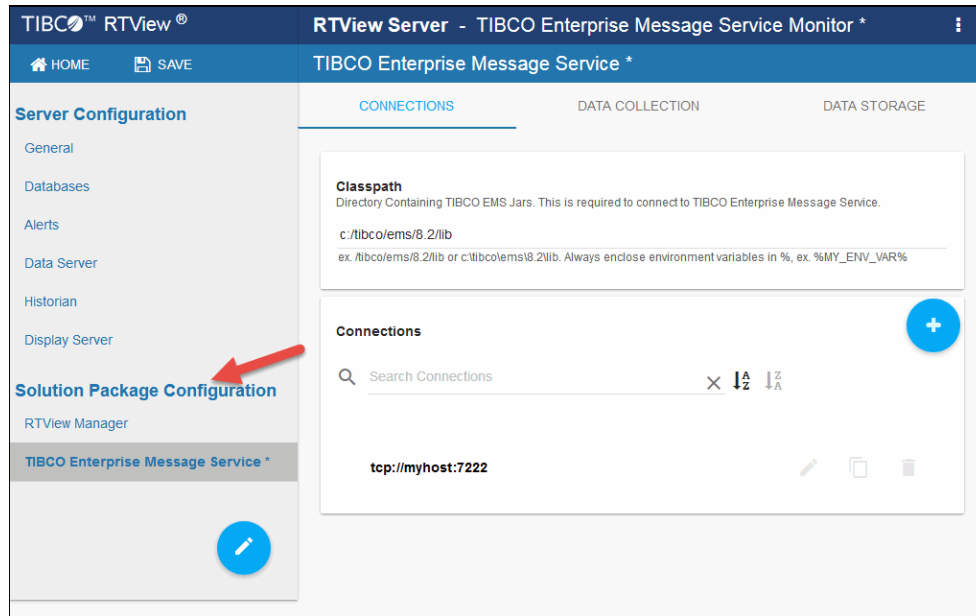 TIBCO™ RTView ®
RTView Server - TIBCO Enterprise Message Service Monitor *
HOME
SAVE
TIBCO Enterprise Message Service *
Server Configuration
General
Databases
Alerts
Data Server
Historian
Display Server
Solution Package Configuration
RTView Manager
TIBCO Enterprise Message Service *
CONNECTIONS
DATA COLLECTION
DATA STORAGE
Classpath
Directory Containing TIBCO EMS Jars. This is required to connect to TIBCO Enterprise Message Service.
c:/tibco/ems/8.2/lib
ex. /tibco/ems/8.2/lib or c:\tibco\ems\8.2\lib. Always enclose environment variables in %, ex. %MY_ENV_VAR%
Connections
Search Connections
A
Z
Z
A
tcp://myhost:7222